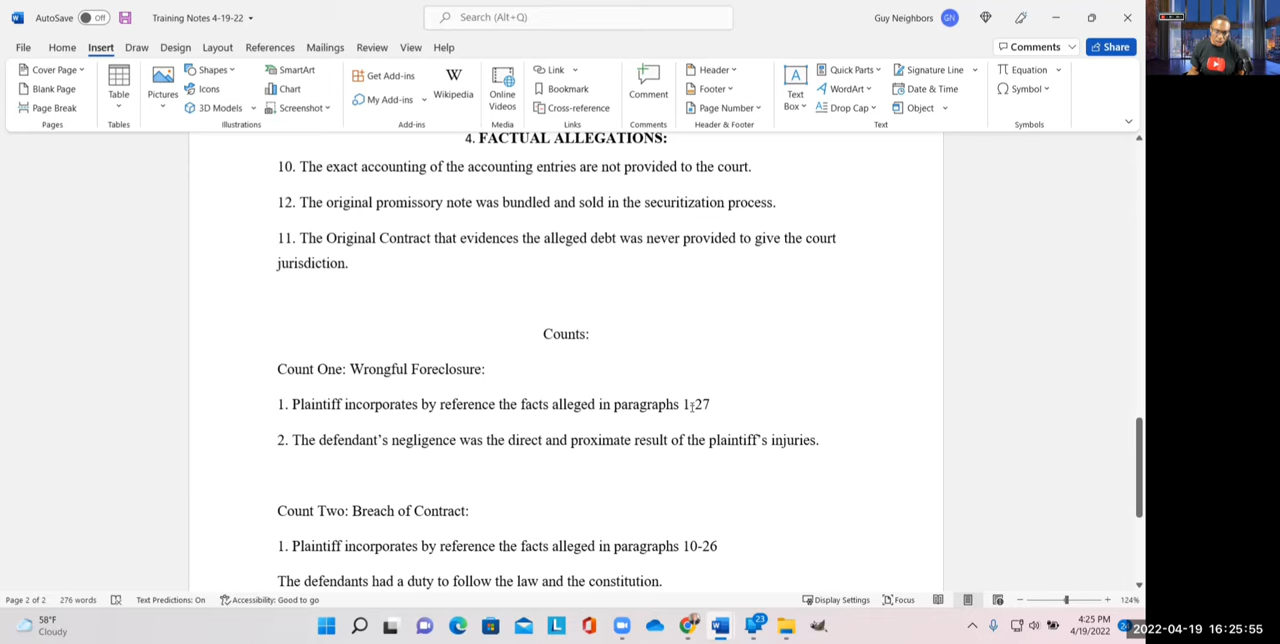 AutoSave Off Training Notes 4-19-22 Search (Alt+Q) Guy Neighbors GN
File Home Insert Draw Design Layout References Mailings Review View Help Comments Share
Cover Page
Blank Page
Page Break
Pages
Table
Tables
Pictures
Shapes
Icons
3D Models
SmartArt
Chart
Screenshot
Illustrations
Get Add-ins
My Add-ins
Wikipedia
Add-ins
Online
Videos
Media
Link
Bookmark
Cross-reference
Links
Comment
Comments
Header
Footer
Page Number
Header & Footer
Text
Box
Quick Parts
WordArt
Drop Cap
Signature Line
Date & Time
Object
Text
Equation
Symbol
Symbols
4. FACTUAL ALLEGATIONS:
10. The exact accounting of the accounting entries are not provided to the court.
12. The original promissory note was bundled and sold in the securitization process.
11. The Original Contract that evidences the alleged debt was never provided to give the court
jurisdiction.
Counts:
Count One: Wrongful Foreclosure:
1. Plaintiff incorporates by reference the facts alleged in paragraphs 1-27
2. The defendant’s negligence was the direct and proximate result of the plaintiff’s injuries.
Count Two: Breach of Contract:
1. Plaintiff incorporates by reference the facts alleged in paragraphs 10-26
The defendants had a duty to follow the law and the constitution.
Page 2 of 2 276 words Text Predictions: On Accessibility: Good to go Display Settings Focus 124%
58°F
Cloudy
23
4:25 PM
4/19/2022
2022-04-19 16:25:55